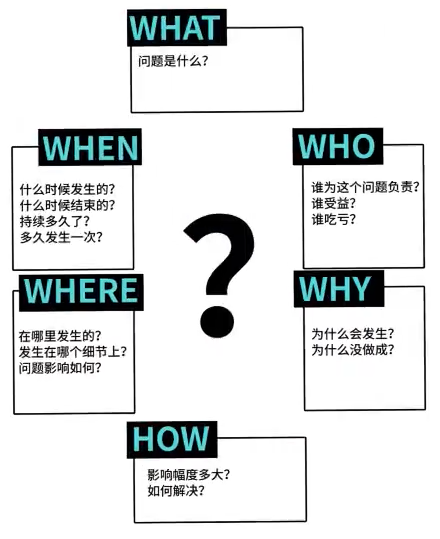 WHAT
问题是什么？
WHEN
什么时候发生的？
什么时候结束的？
持续多久了？
多久发生一次？
WHO
谁为这个问题负责？
谁受益？
谁吃亏？
?
WHERE
在哪里发生的？
发生在哪个细节上？
问题影响如何？
WHY
为什么会发生？
为什么没做成？
HOW
影响幅度多大？
如何解决？